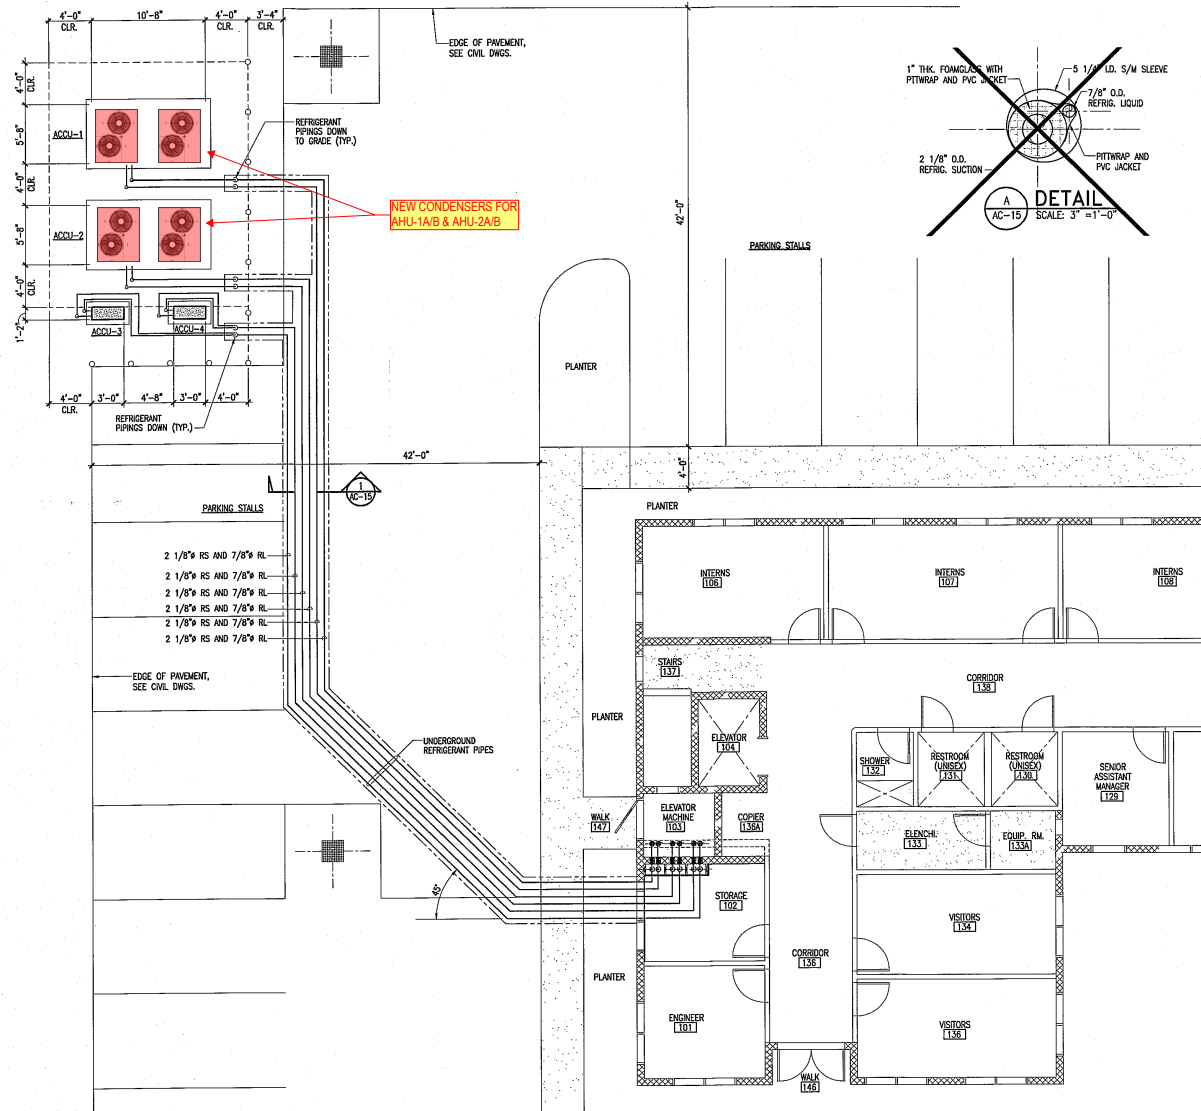 4'-0"
CLR.
10'-8"
4'-0"
CLR.
3'-4"
EDGE OF PAVEMENT,
SEE CIVIL DWGS.
42'-0"
1" THK. FOAMGLASS WITH
PITTWRAP AND PVC JACKET
5 1/4" I.D. S/M SLEEVE
7/8" O.D.
REFRIG. LIQUID
2 1/8" O.D.
REFRIG. SUCTION
PITTWRAP AND
PVC JACKET
A
AC-15
DETAIL
SCALE: 3" =1'-0"
4'-0"
CLR.
5'-8"
ACCU-1
4'-0"
CLR.
5'-8"
ACCU-2
4'-0"
CLR.
1'-2"
REFRIGERANT
PIPINGS DOWN
TO GRADE (TYP.)
NEW CONDENSERS FOR
AHU-1A/B & AHU-2A/B
PARKING STALLS
ACCU-3
ACCU-4
PLANTER
4'-0"
CLR.
3'-0"
4'-8"
3'-0"
4'-0"
REFRIGERANT
PIPINGS DOWN (TYP.)
42'-0"
4'-0"
1
AC-15
PARKING STALLS
PLANTER
2 1/8"ø RS AND 7/8"ø RL
2 1/8"ø RS AND 7/8"ø RL
2 1/8"ø RS AND 7/8"ø RL
2 1/8"ø RS AND 7/8"ø RL
2 1/8"ø RS AND 7/8"ø RL
2 1/8"ø RS AND 7/8"ø RL
INTERNS
106
INTERNS
107
INTERNS
108
STAIRS
137
CORRIDOR
138
EDGE OF PAVEMENT,
SEE CIVIL DWGS.
PLANTER
UNDERGROUND
REFRIGERANT PIPES
ELEVATOR
104
SHOWER
132
RESTROOM
(UNISEX)
131
RESTROOM
(UNISEX)
130
SENIOR
ASSISTANT
MANAGER
129
WALK
147
ELEVATOR
MACHINE
103
COPIER
136A
ELEN.CHI.
133
EQUIP. RM.
133A
45°
STORAGE
102
VISITORS
134
CORRIDOR
136
PLANTER
ENGINEER
101
VISITORS
136
WALK
146